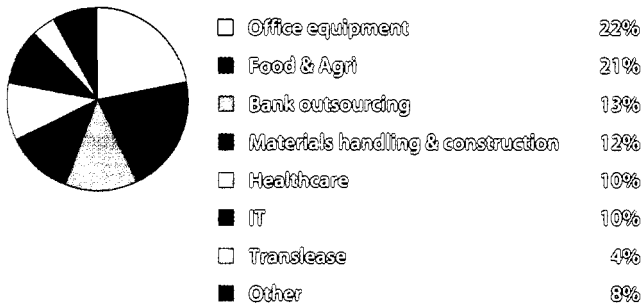 Office equipment 22%
Food & Agri 21%
Bank outsourcing 13%
Materials handling & construction 12%
Healthcare 10%
IT 10%
Translease 4%
Other 8%